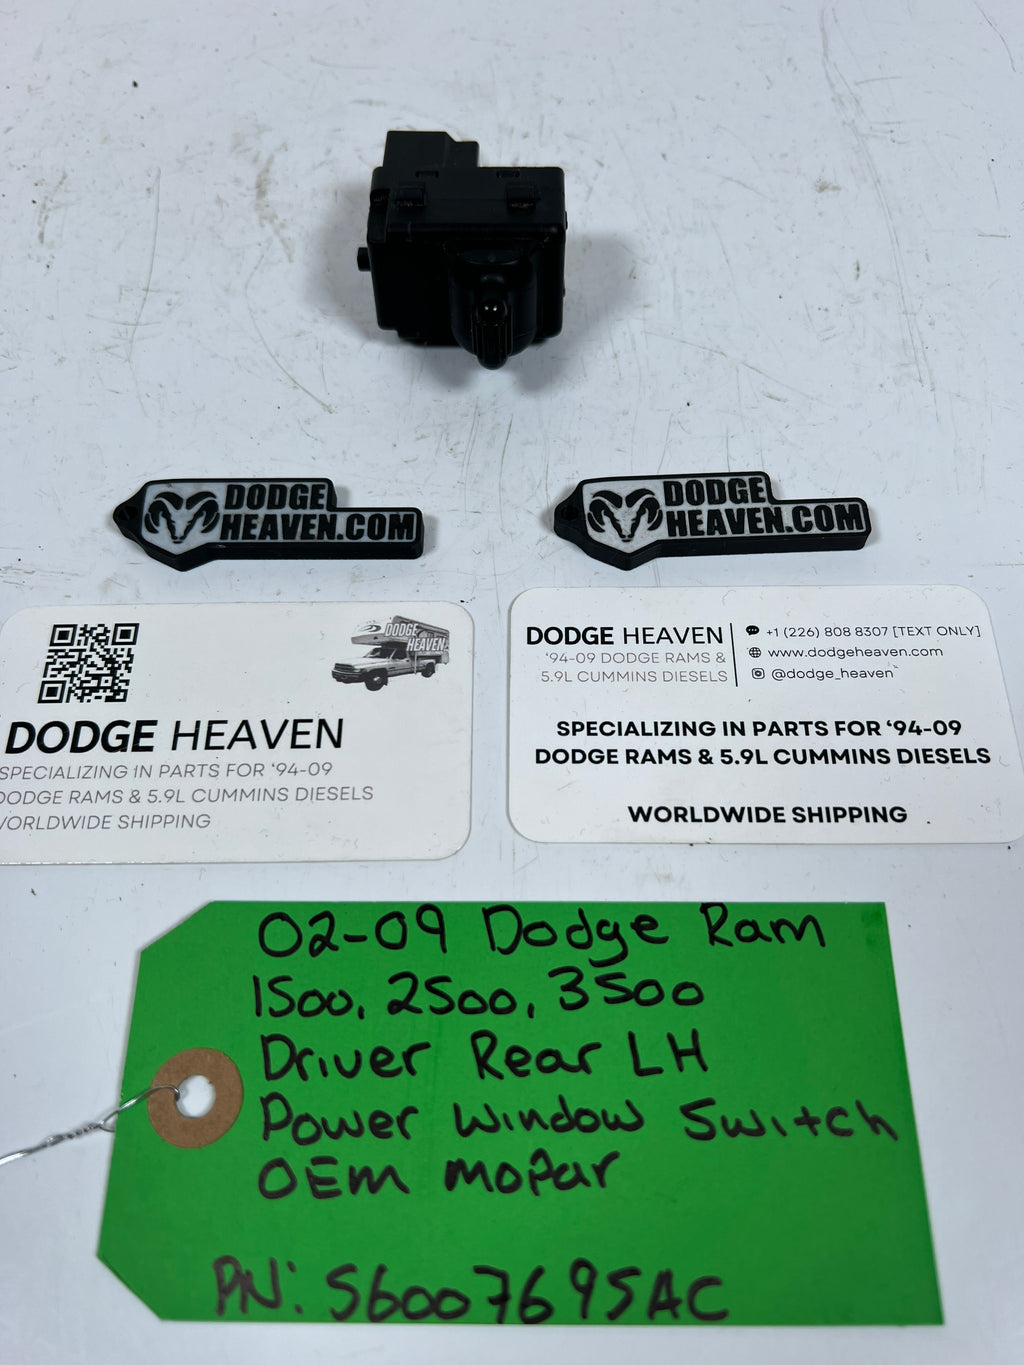 DODGE
HEAVEN.COM
DODGE
HEAVEN.COM
DODGE
HEAVEN
DODGE HEAVEN
SPECIALIZING IN PARTS FOR ‘94-09
DODGE RAMS & 5.9L CUMMINS DIESELS
WORLDWIDE SHIPPING
DODGE HEAVEN
‘94-09 DODGE RAMS &
5.9L CUMMINS DIESELS
+1 (226) 808 8307 [TEXT ONLY]
www.dodgeheaven.com
@dodge_heaven
SPECIALIZING IN PARTS FOR ‘94-09
DODGE RAMS & 5.9L CUMMINS DIESELS
WORLDWIDE SHIPPING
02-09 Dodge Ram
1500, 2500, 3500
Driver Rear LH
Power Window Switch
OEM Mopar
PN: 56007695AC